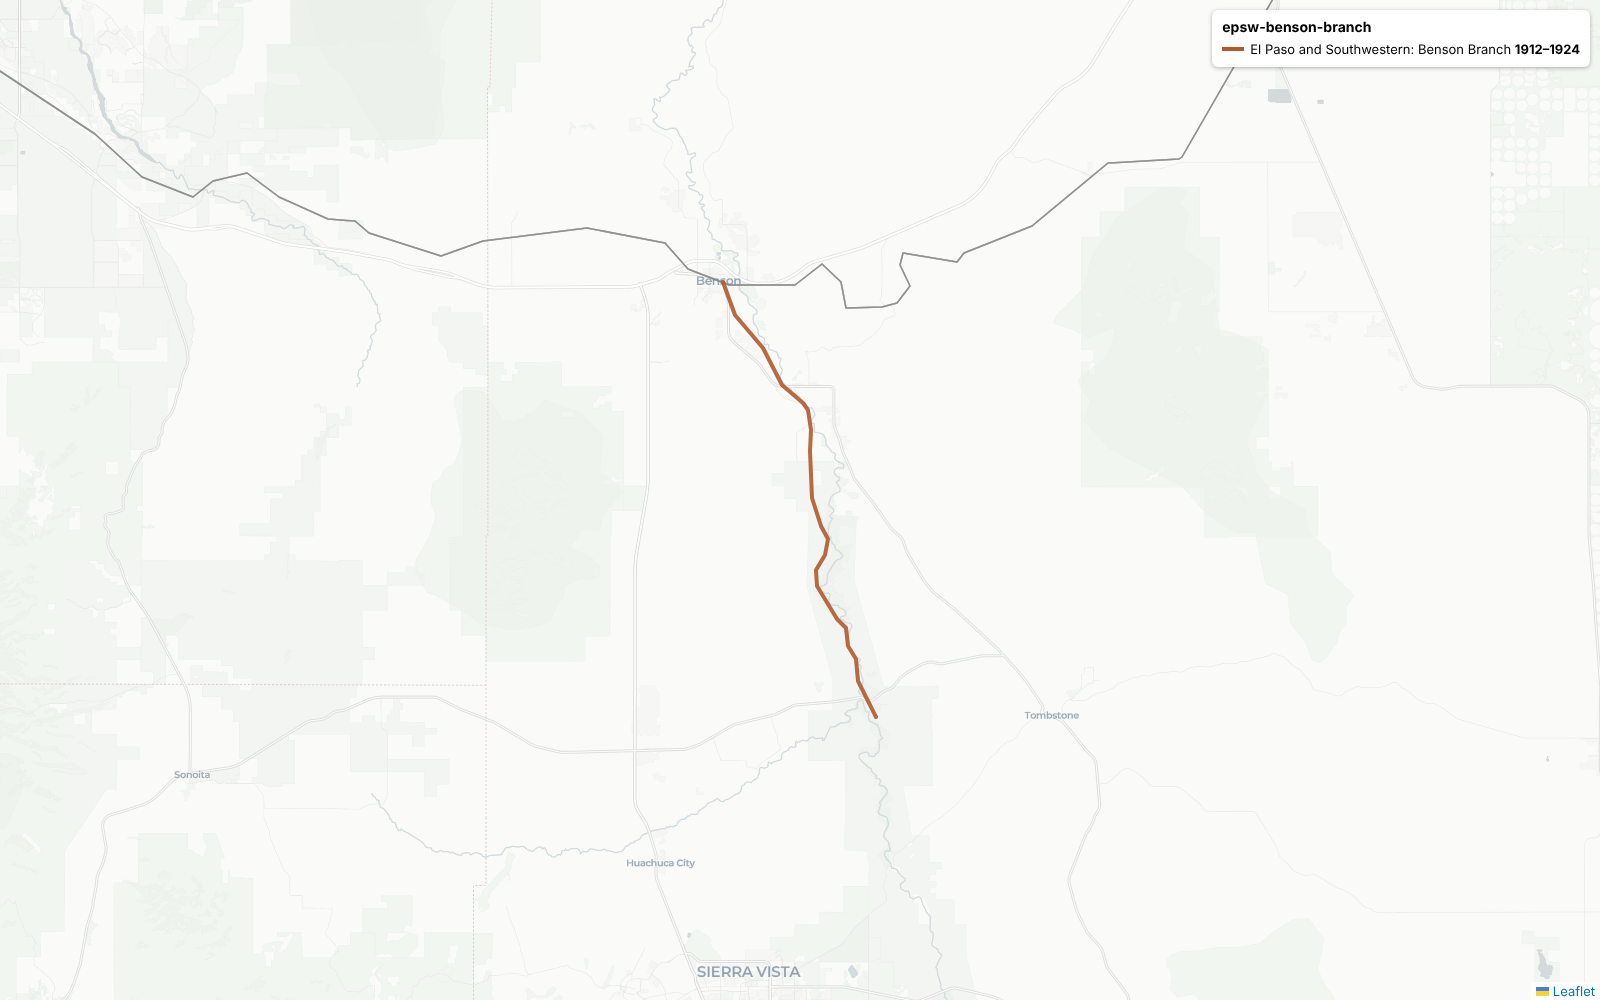 epsw-benson-branch
El Paso and Southwestern: Benson Branch 1912–1924
Benson
Tombstone
Sonoita
Huachuca City
SIERRA VISTA
Leaflet